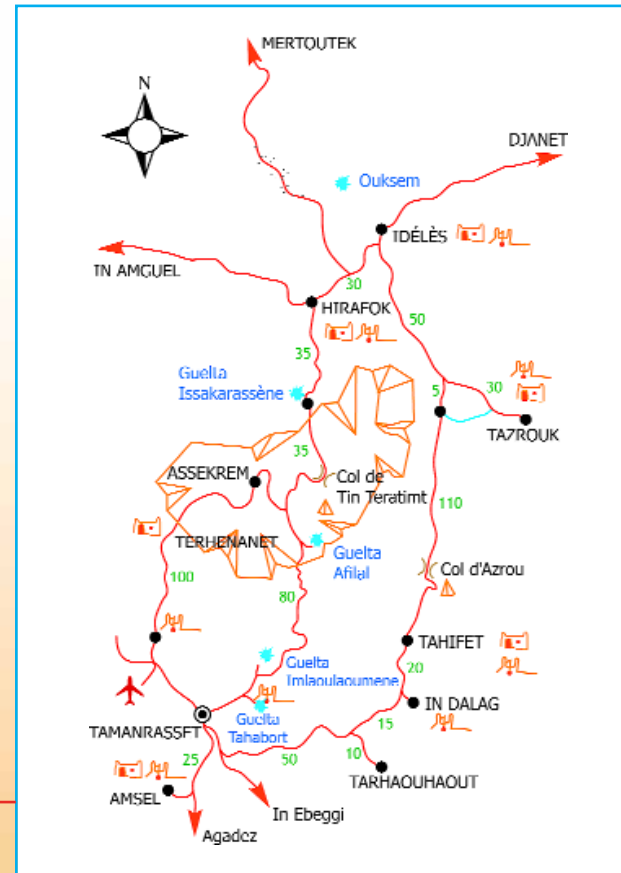 N
MERTOUTEK
DJANET
Ouksem
IDÉLÈS
IN AMGUEL
30
HIRAFOK
50
35
Guelta
Issakarassène
5
30
TAZROUK
35
ASSEKREM
Col de
Tin Teratimt
110
TERHENANET
Guelta
Afilal
100
80
Col d'Azrou
TAHIFET
Guelta
Imlaoulaoumene
20
IN DALAG
Guelta
Tahabort
TAMANRASSET
15
25
50
10
TARHAOUHAOUT
AMSEL
In Ebeggi
Agadez